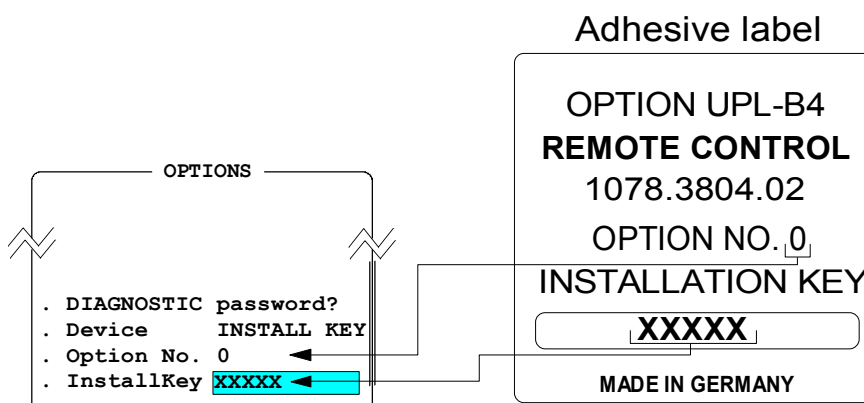 Adhesive label
OPTION UPL-B4
REMOTE CONTROL
1078.3804.02
OPTION NO. 0
INSTALLATION KEY
XXXXX
MADE IN GERMANY
OPTIONS
. DIAGNOSTIC password?
. Device INSTALL KEY
. Option No. 0
. InstallKey XXXXX